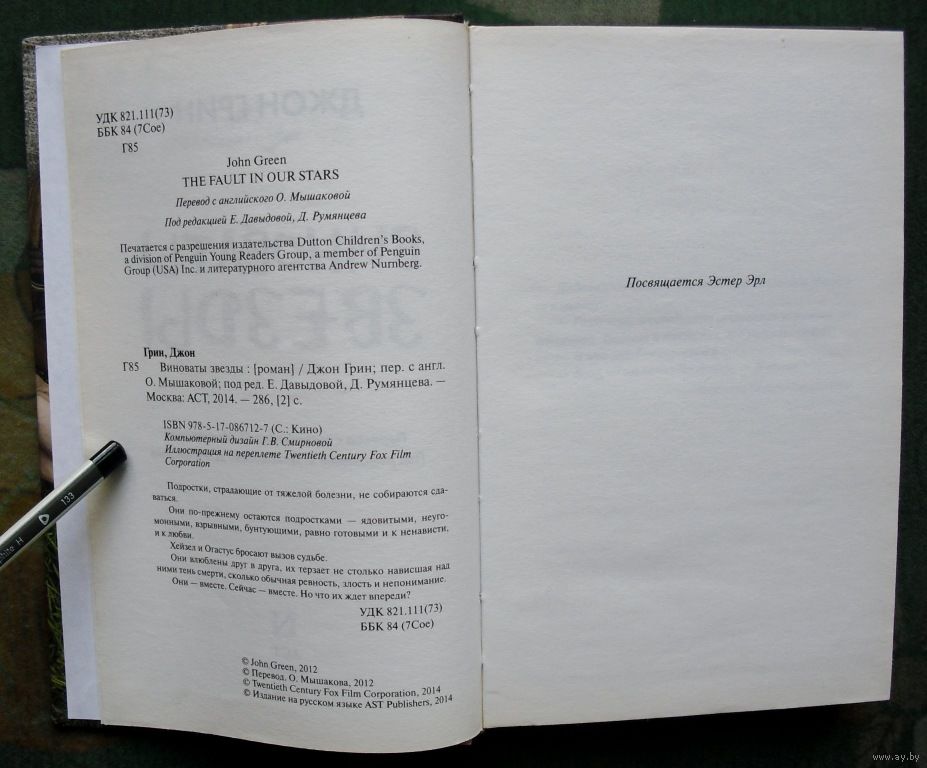 УДК 821.111(73)
ББК 84 (7Сое)
Г85
John Green
THE FAULT IN OUR STARS
Перевод с английского О. Мышаковой
Под редакцией Е. Давыдовой, Д. Румянцева
Печатается с разрешения издательства Dutton Children's Books,
a division of Penguin Young Readers Group, a member of Penguin
Group (USA) Inc. и литературного агентства Andrew Nurnberg.
Грин, Джон
Г85 Виноваты звезды : [роман] / Джон Грин; пер. с англ.
О. Мышаковой; под ред. Е. Давыдовой, Д. Румянцева. —
Москва: АСТ, 2014. — 286, [2] с.
ISBN 978-5-17-086712-7 (С.: Кино)
Компьютерный дизайн Г.В. Смирновой
Иллюстрация на переплете Twentieth Century Fox Film
Corporation
Подростки, страдающие от тяжелой болезни, не собираются сда-
ваться.
Они по-прежнему остаются подростками — ядовитыми, неуго-
монными, взрывными, бунтующими, равно готовыми и к ненависти,
и к любви.
Хейзел и Огастус бросают вызов судьбе.
Они влюблены друг в друга, их терзает не столько нависшая над
ними тень смерти, сколько обычная ревность, злость и непонимание.
Они — вместе. Сейчас — вместе. Но что их ждет впереди?
УДК 821.111(73)
ББК 84 (7Сое)
© John Green, 2012
© Перевод. О. Мышакова, 2012
© Twentieth Century Fox Film Corporation, 2014
© Издание на русском языке AST Publishers, 2014
Посвящается Эстер Эрл
133
H
www.ay.by